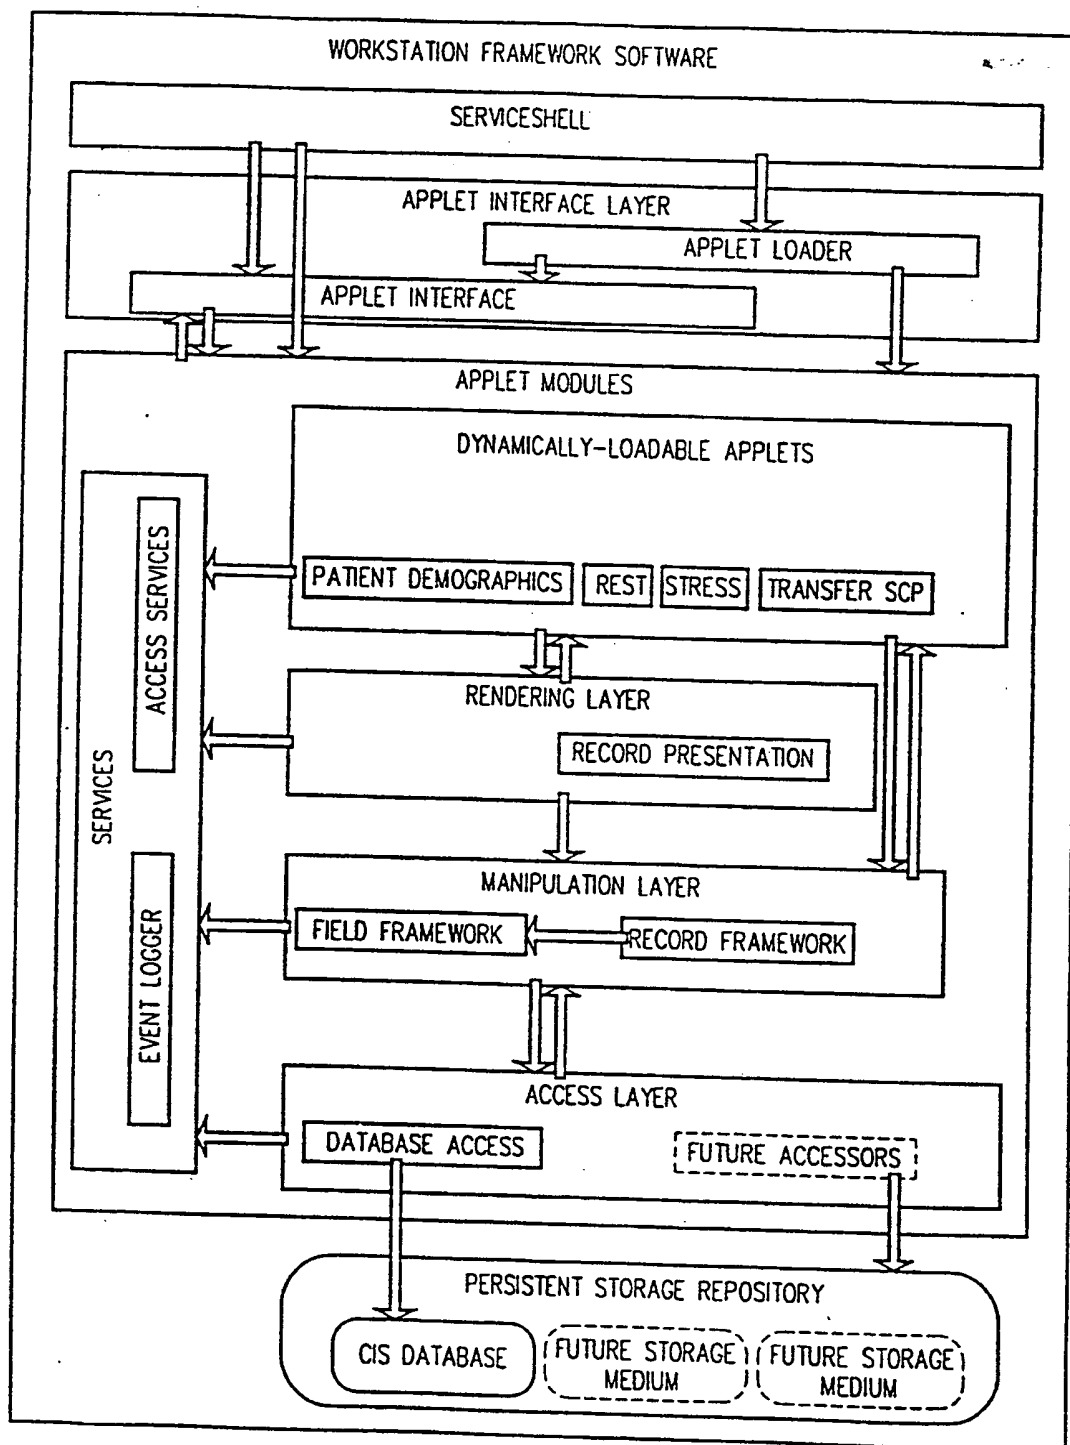 WORKSTATION FRAMEWORK SOFTWARE
SERVICESHELL
APPLET INTERFACE LAYER
APPLET LOADER
APPLET INTERFACE
APPLET MODULES
DYNAMICALLY-LOADABLE APPLETS
PATIENT DEMOGRAPHICS
REST
STRESS
TRANSFER SCP
SERVICES
ACCESS SERVICES
EVENT LOGGER
RENDERING LAYER
RECORD PRESENTATION
MANIPULATION LAYER
FIELD FRAMEWORK
RECORD FRAMEWORK
ACCESS LAYER
DATABASE ACCESS
FUTURE ACCESSORS
PERSISTENT STORAGE REPOSITORY
CIS DATABASE
FUTURE STORAGE
MEDIUM
FUTURE STORAGE
MEDIUM